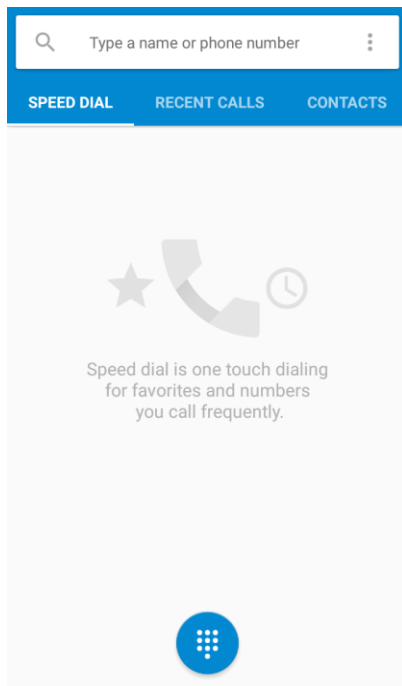 Type a name or phone number
SPEED DIAL RECENT CALLS CONTACTS
Speed dial is one touch dialing
for favorites and numbers
you call frequently.